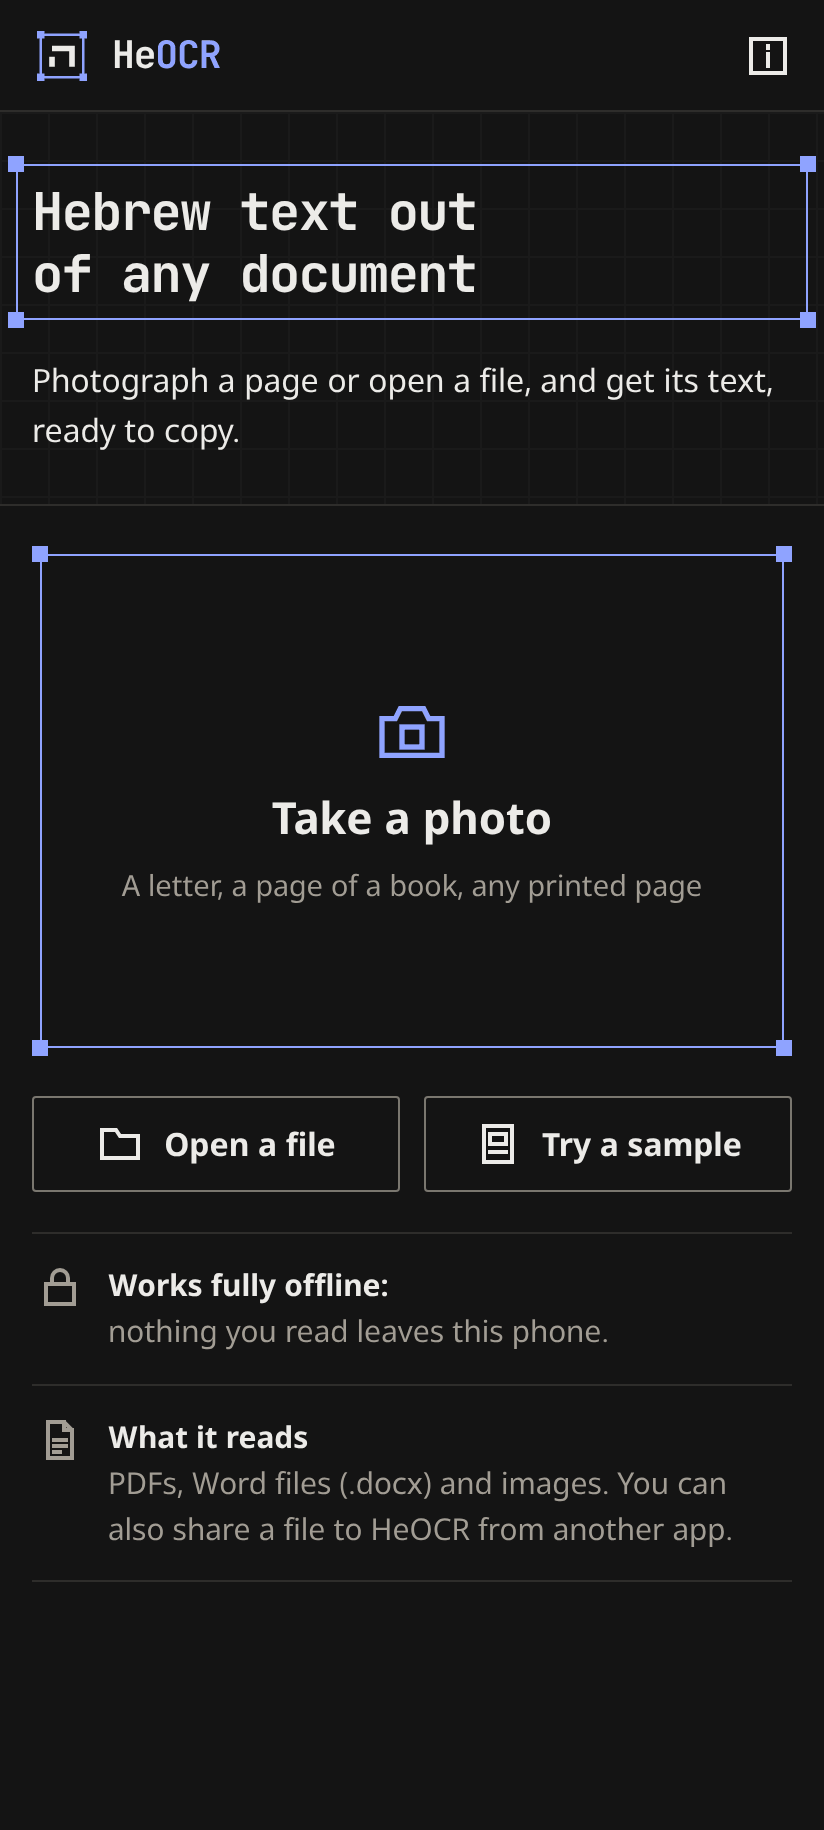 HeOCR
Hebrew text out
of any document
Photograph a page or open a file, and get its text,
ready to copy.
Take a photo
A letter, a page of a book, any printed page
Open a file
Try a sample
Works fully offline:
nothing you read leaves this phone.
What it reads
PDFs, Word files (.docx) and images. You can
also share a file to HeOCR from another app.